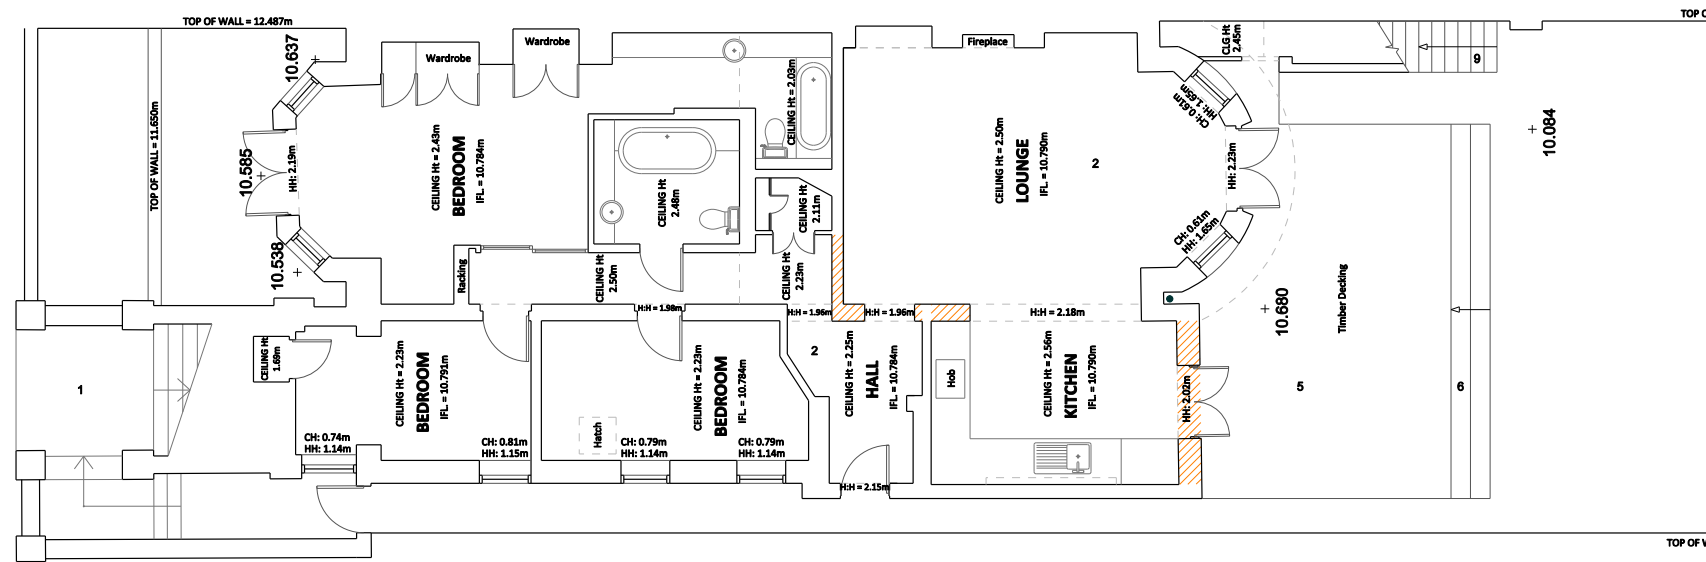 TOP OF WALL = 12.487m
TOP OF WALL = 11.650m
10.637
10.585
10.538
HH: 2.19m
Wardrobe
Wardrobe
CEILING Ht = 2.43m
BEDROOM
IFL. = 10.784m
CEILING Ht = 2.03m
CEILING Ht
2.48m
CEILING Ht
2.11m
CEILING Ht
2.23m
CEILING Ht
2.50m
Racking
H:H = 1.98m
H:H = 1.96m
H:H = 1.96m
Fireplace
CEILING Ht = 2.50m
LOUNGE
IFL. = 10.790m
2
CLG Ht
2.45m
CH: 0.61m
HH: 1.65m
HH: 2.23m
CH: 0.61m
HH: 1.65m
H:H = 2.18m
9
10.084
10.680
Timber Decking
1
CEILING Ht:
1.69m
CEILING Ht = 2.23m
BEDROOM
IFL. = 10.791m
CH: 0.74m
HH: 1.14m
CH: 0.81m
HH: 1.15m
Hatch
CEILING Ht = 2.23m
BEDROOM
IFL. = 10.784m
CH: 0.79m
HH: 1.14m
CH: 0.79m
HH: 1.14m
2
CEILING Ht = 2.25m
HALL
IFL. = 10.784m
H:H = 2.15m
Hob
CEILING Ht = 2.56m
KITCHEN
IFL. = 10.790m
HH: 2.02m
5
6
TOP O
TOP OF W